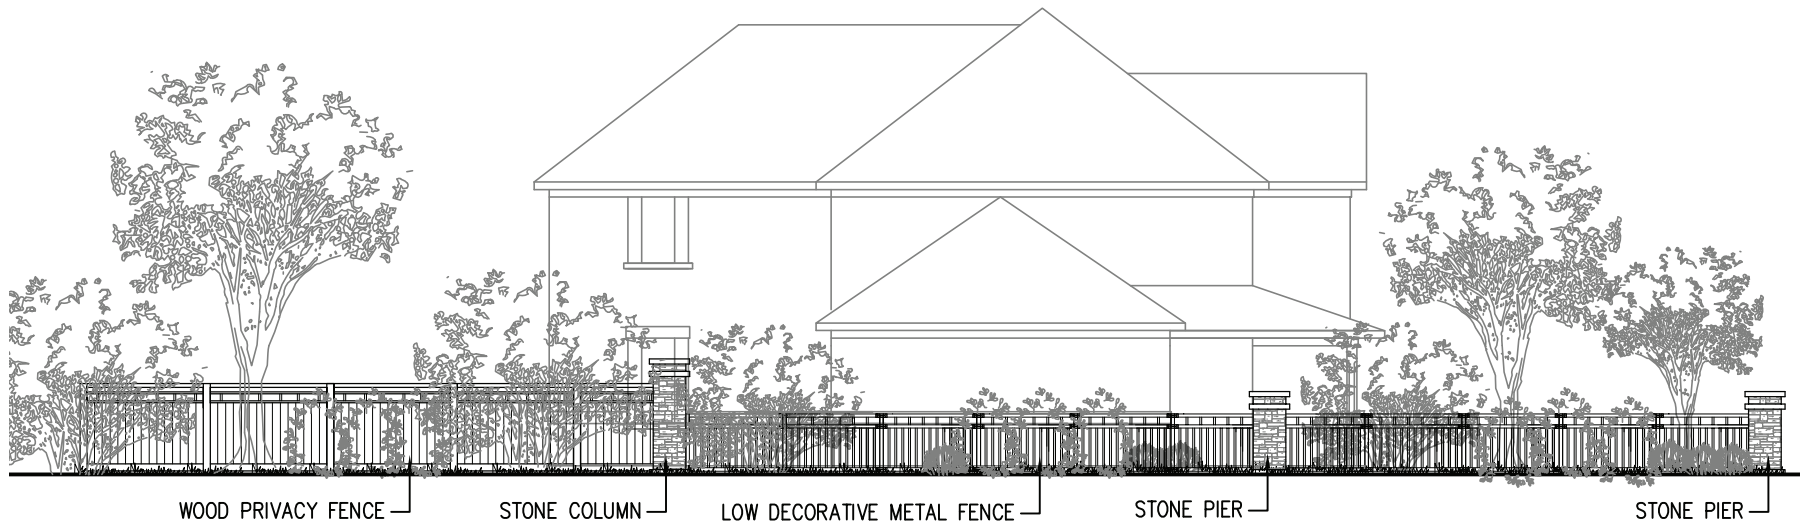 WOOD PRIVACY FENCE
STONE COLUMN
LOW DECORATIVE METAL FENCE
STONE PIER
STONE PIER